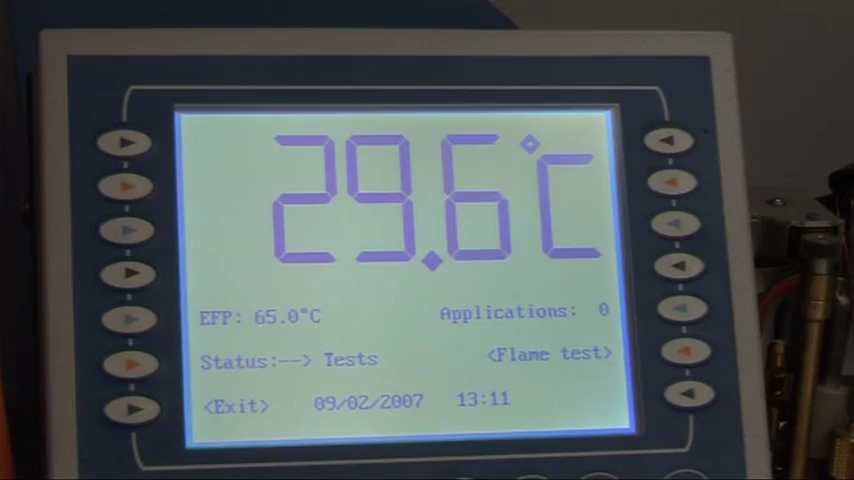 29.6°C
EFP: 65.0°C Applications: 0
Status:--> Tests <Flame test>
<Exit> 09/02/2007 13:11